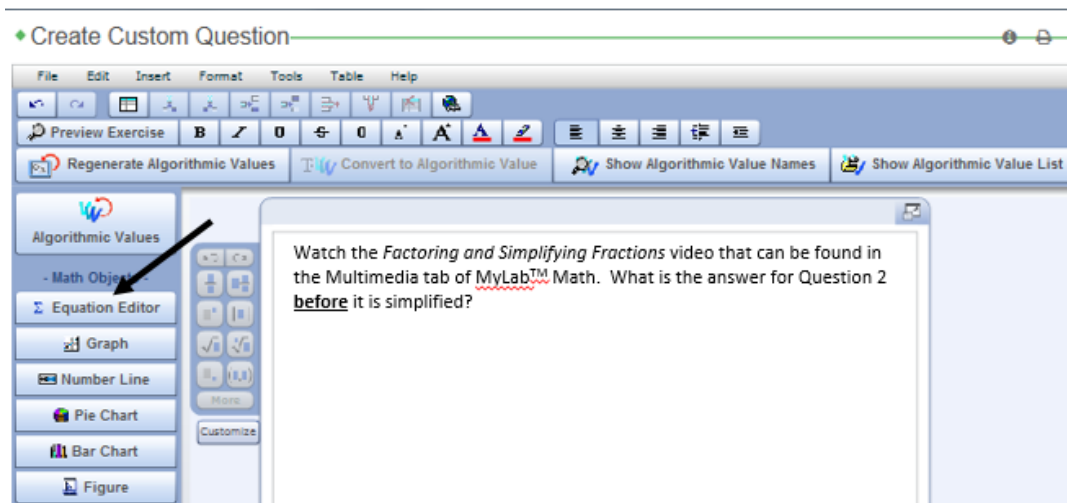 Create Custom Question
File Edit Insert Format Tools Table Help
Preview Exercise B I U S 0 A A A
Regenerate Algorithmic Values Convert to Algorithmic Value Show Algorithmic Value Names Show Algorithmic Value List
Algorithmic Values
- Math Objects -
Equation Editor
Graph
Number Line
Pie Chart
Bar Chart
Figure
More
Customize
Watch the Factoring and Simplifying Fractions video that can be found in
the Multimedia tab of MyLab™ Math. What is the answer for Question 2
before it is simplified?